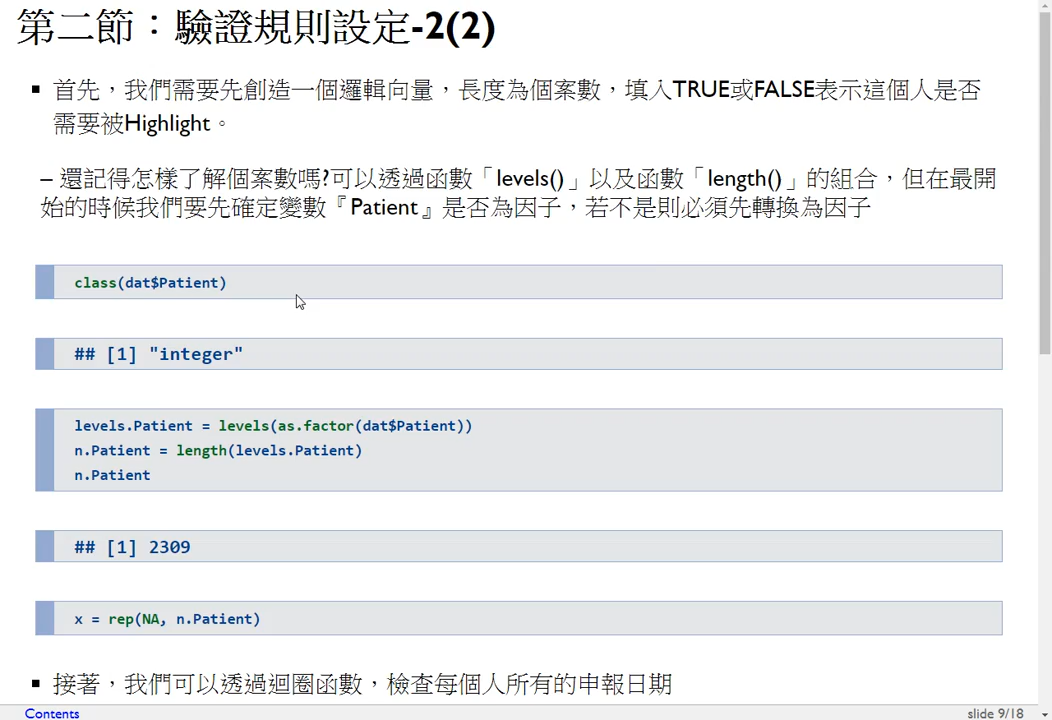 第二節：驗證規則設定-2(2)
▪ 首先，我們需要先創造一個邏輯向量，長度為個案數，填入TRUE或FALSE表示這個人是否
需要被Highlight。
– 還記得怎樣了解個案數嗎?可以透過函數「levels()」以及函數「length()」的組合，但在最開
始的時候我們要先確定變數『Patient』是否為因子，若不是則必須先轉換為因子
class(dat$Patient)
## [1] "integer"
levels.Patient = levels(as.factor(dat$Patient))
n.Patient = length(levels.Patient)
n.Patient
## [1] 2309
x = rep(NA, n.Patient)
▪ 接著，我們可以透過迴圈函數，檢查每個人所有的申報日期
Contents
slide 9/18